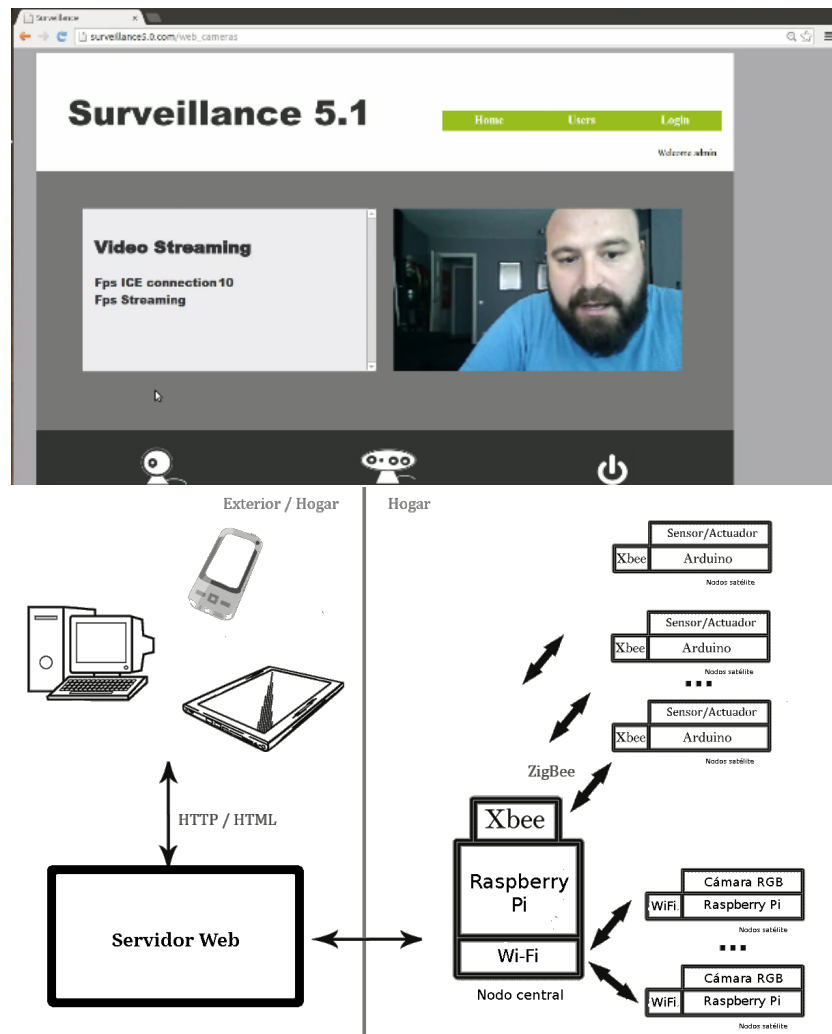 Surveillance
surveillance5.0.com/web_cameras
Surveillance 5.1
Home Users Login
Welcome admin
Video Streaming
Fps ICE connection 10
Fps Streaming
Exterior / Hogar
Hogar
Sensor/Actuador
Xbee Arduino
Nodos satélite
Sensor/Actuador
Xbee Arduino
Nodos satélite
...
Sensor/Actuador
Xbee Arduino
Nodos satélite
ZigBee
HTTP / HTML
Servidor Web
Xbee
Raspberry
Pi
Wi-Fi
Nodo central
Cámara RGB
WiFi Raspberry Pi
Nodos satélite
...
Cámara RGB
WiFi Raspberry Pi
Nodos satélite